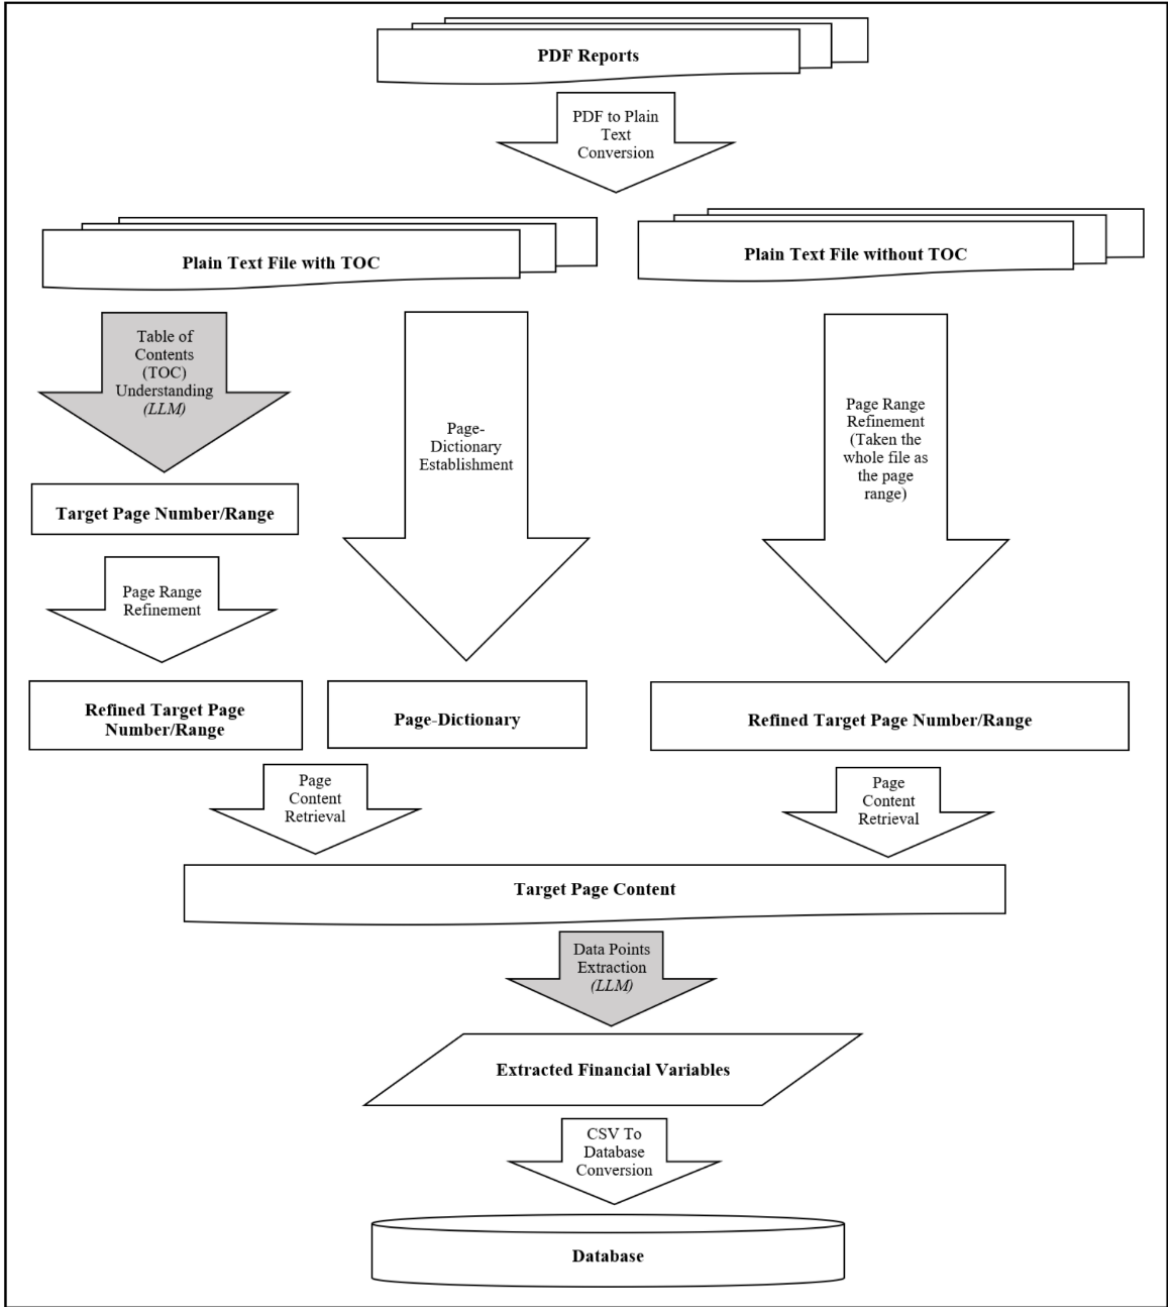 PDF Reports
PDF to Plain
Text
Conversion
Plain Text File with TOC
Plain Text File without TOC
Table of
Contents
(TOC)
Understanding
(LLM)
Page-
Dictionary
Establishment
Page Range
Refinement
(Taken the
whole file as
the page
range)
Target Page Number/Range
Page Range
Refinement
Refined Target Page
Number/Range
Page-Dictionary
Refined Target Page Number/Range
Page
Content
Retrieval
Page
Content
Retrieval
Target Page Content
Data Points
Extraction
(LLM)
Extracted Financial Variables
CSV To
Database
Conversion
Database